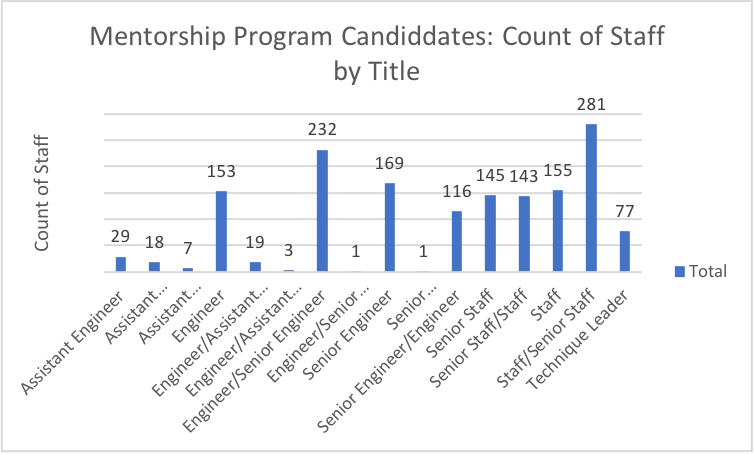 Mentorship Program Candiddates: Count of Staff
by Title
Count of Staff
29
18
7
153
19
3
232
1
169
1
116
145
143
155
281
77
Total
Assistant Engineer
Assistant...
Assistant...
Engineer
Engineer/Assistant...
Engineer/Assistant...
Engineer/Senior Engineer
Engineer/Senior...
Senior Engineer
Senior...
Senior Engineer/Engineer
Senior Staff
Senior Staff/Staff
Staff
Staff/Senior Staff
Technique Leader